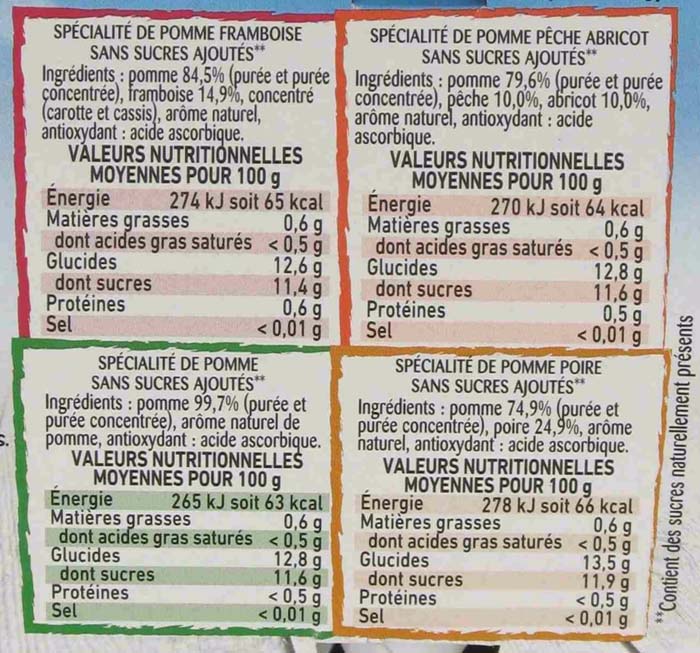 SPÉCIALITÉ DE POMME FRAMBOISE
SANS SUCRES AJOUTÉS**
Ingrédients : pomme 84,5% (purée et purée
concentrée), framboise 14,9%, concentré
(carotte et cassis), arôme naturel,
antioxydant : acide ascorbique.
VALEURS NUTRITIONNELLES
MOYENNES POUR 100 g
Énergie 274 kJ soit 65 kcal
Matières grasses 0,6 g
dont acides gras saturés < 0,5 g
Glucides 12,6 g
dont sucres 11,4 g
Protéines 0,6 g
Sel < 0,01 g
SPÉCIALITÉ DE POMME PÊCHE ABRICOT
SANS SUCRES AJOUTÉS**
Ingrédients : pomme 79,6% (purée et purée
concentrée), pêche 10,0%, abricot 10,0%,
arôme naturel, antioxydant : acide
ascorbique.
VALEURS NUTRITIONNELLES
MOYENNES POUR 100 g
Énergie 270 kJ soit 64 kcal
Matières grasses 0,6 g
dont acides gras saturés < 0,5 g
Glucides 12,8 g
dont sucres 11,6 g
Protéines 0,5 g
Sel < 0,01 g
SPÉCIALITÉ DE POMME
SANS SUCRES AJOUTÉS**
Ingrédients : pomme 99,7% (purée et
purée concentrée), arôme naturel de
pomme, antioxydant : acide ascorbique.
VALEURS NUTRITIONNELLES
MOYENNES POUR 100 g
Énergie 265 kJ soit 63 kcal
Matières grasses 0,6 g
dont acides gras saturés < 0,5 g
Glucides 12,8 g
dont sucres 11,6 g
Protéines < 0,5 g
Sel < 0,01 g
SPÉCIALITÉ DE POMME POIRE
SANS SUCRES AJOUTÉS**
Ingrédients : pomme 74,9% (purée et
purée concentrée), poire 24,9%, arôme
naturel, antioxydant : acide ascorbique.
VALEURS NUTRITIONNELLES
MOYENNES POUR 100 g
Énergie 278 kJ soit 66 kcal
Matières grasses 0,6 g
dont acides gras saturés < 0,5 g
Glucides 13,5 g
dont sucres 11,9 g
Protéines < 0,5 g
Sel < 0,01 g
**Contient des sucres naturellement présents